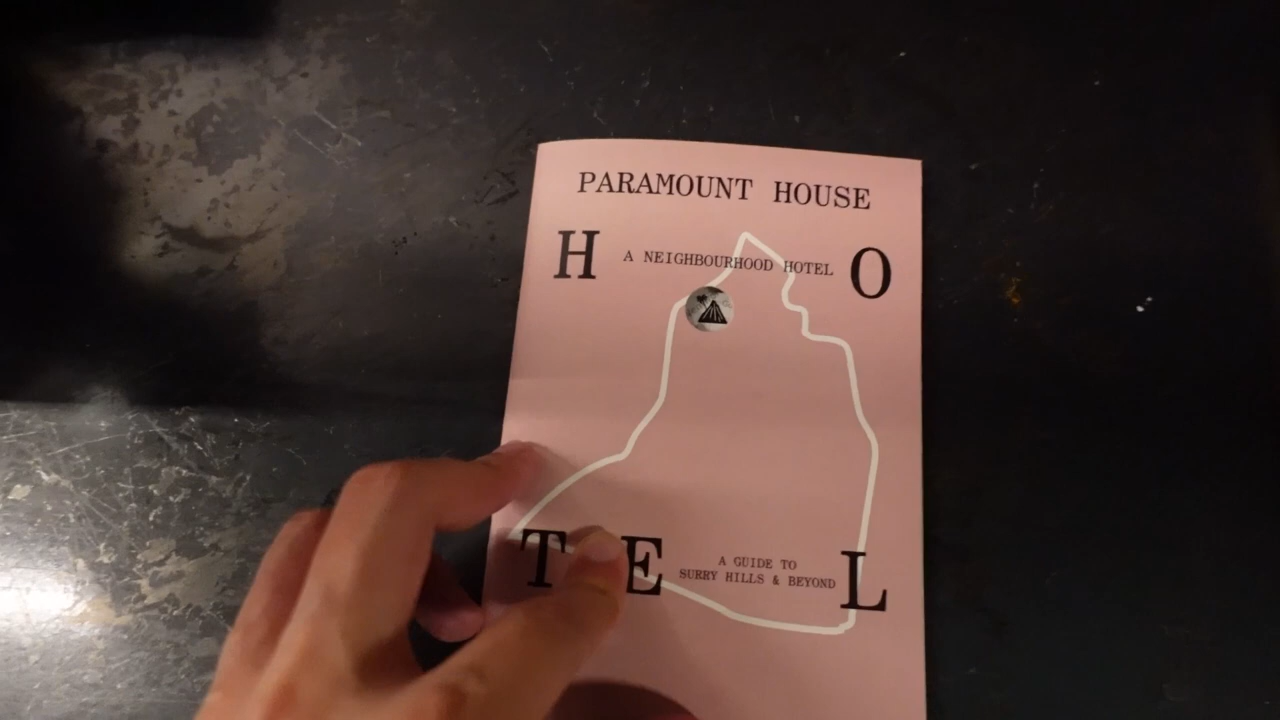 PARAMOUNT HOUSE
H A NEIGHBOURHOOD HOTEL O
T E A GUIDE TO L
SURRY HILLS & BEYOND